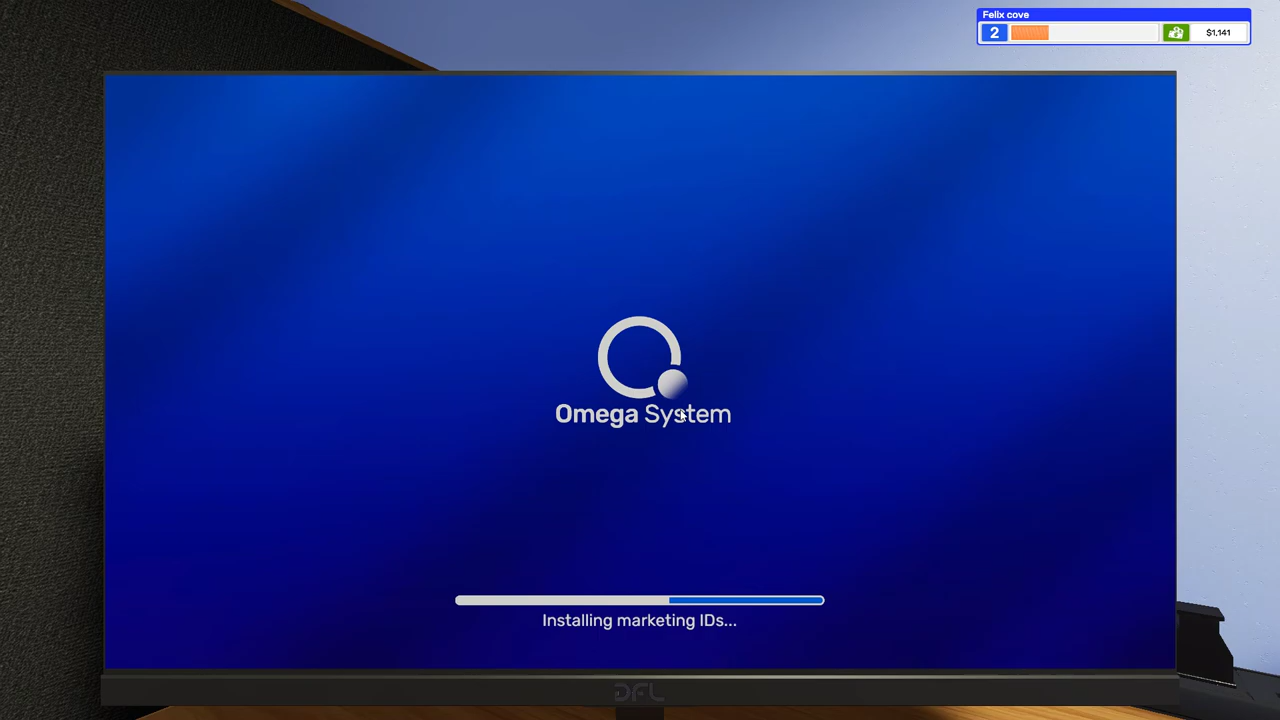 Felix cove
2
$1,141
Omega System
Installing marketing IDs...
DFL